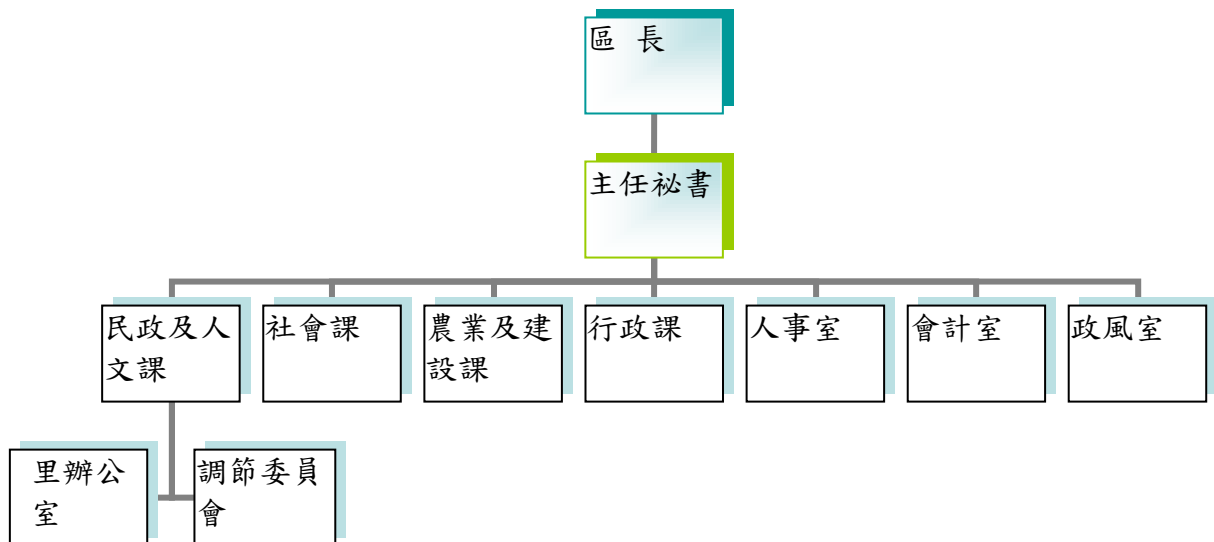 區 長
主任祕書
民政及人
文課
社會課
農業及建
設課
行政課
人事室
會計室
政風室
里辦公
室
調節委員
會